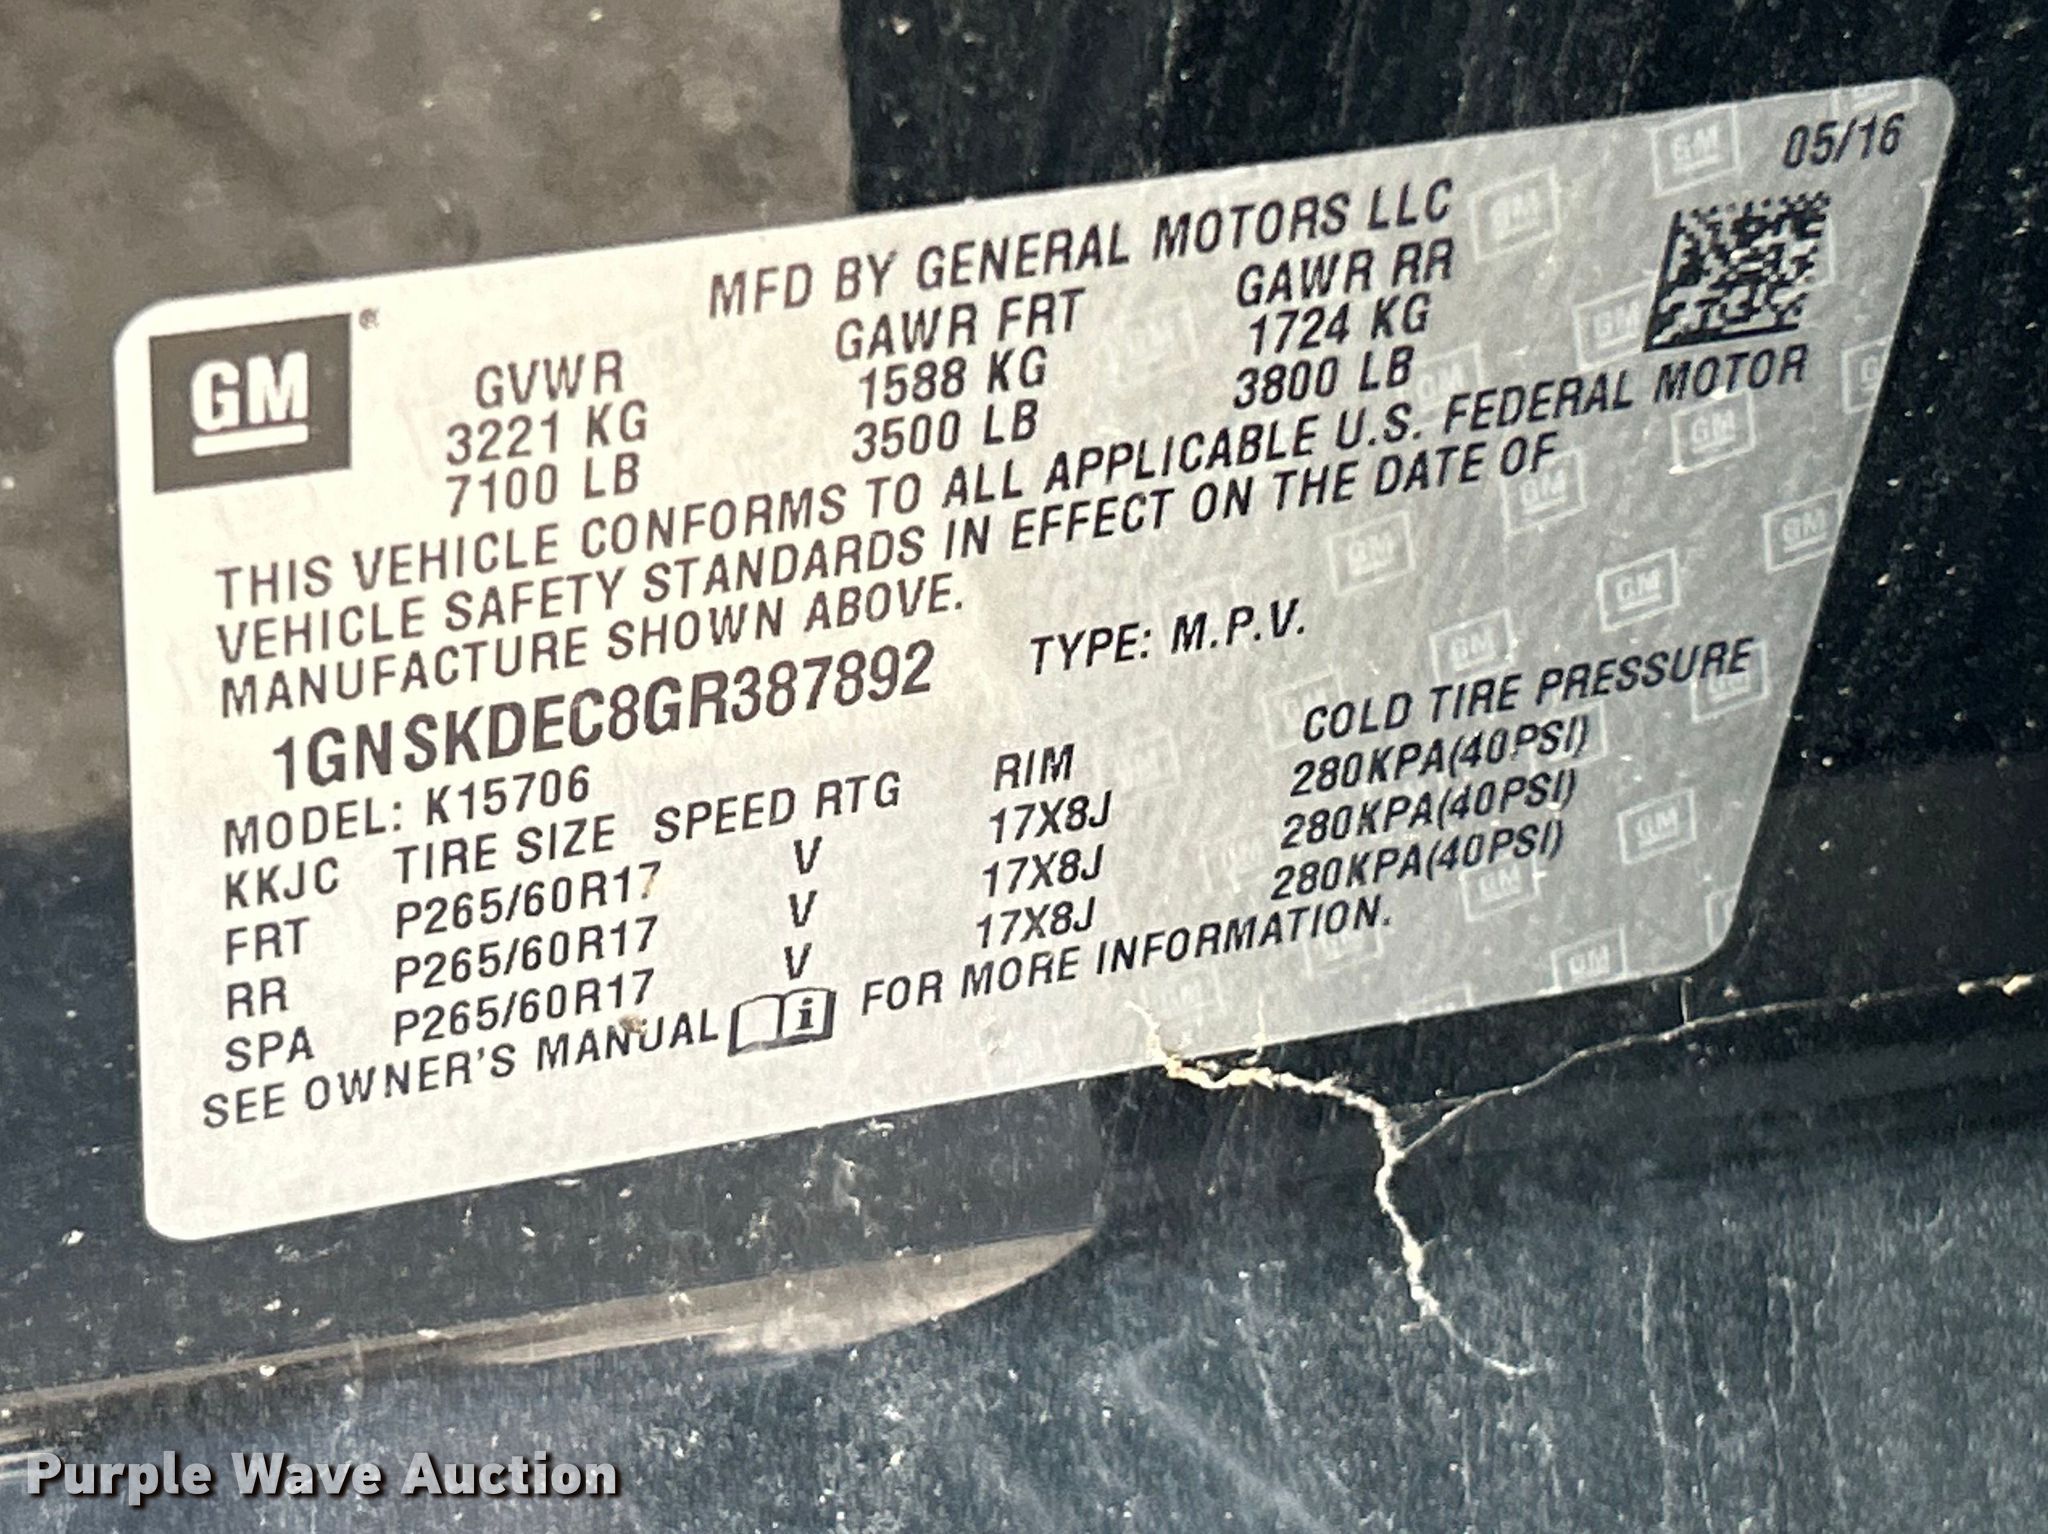 05/16
MFD BY GENERAL MOTORS LLC
GM®
GVWR GAWR FRT GAWR RR
3221 KG 1588 KG 1724 KG
7100 LB 3500 LB 3800 LB
THIS VEHICLE CONFORMS TO ALL APPLICABLE U.S. FEDERAL MOTOR
VEHICLE SAFETY STANDARDS IN EFFECT ON THE DATE OF
MANUFACTURE SHOWN ABOVE.
1GNSKDEC8GR387892 TYPE: M.P.V.
MODEL: K15706
KKJC TIRE SIZE SPEED RTG RIM COLD TIRE PRESSURE
FRT P265/60R17 V 17X8J 280KPA(40PSI)
RR P265/60R17 V 17X8J 280KPA(40PSI)
SPA P265/60R17 V 17X8J 280KPA(40PSI)
SEE OWNER'S MANUAL i FOR MORE INFORMATION.
Purple Wave Auction